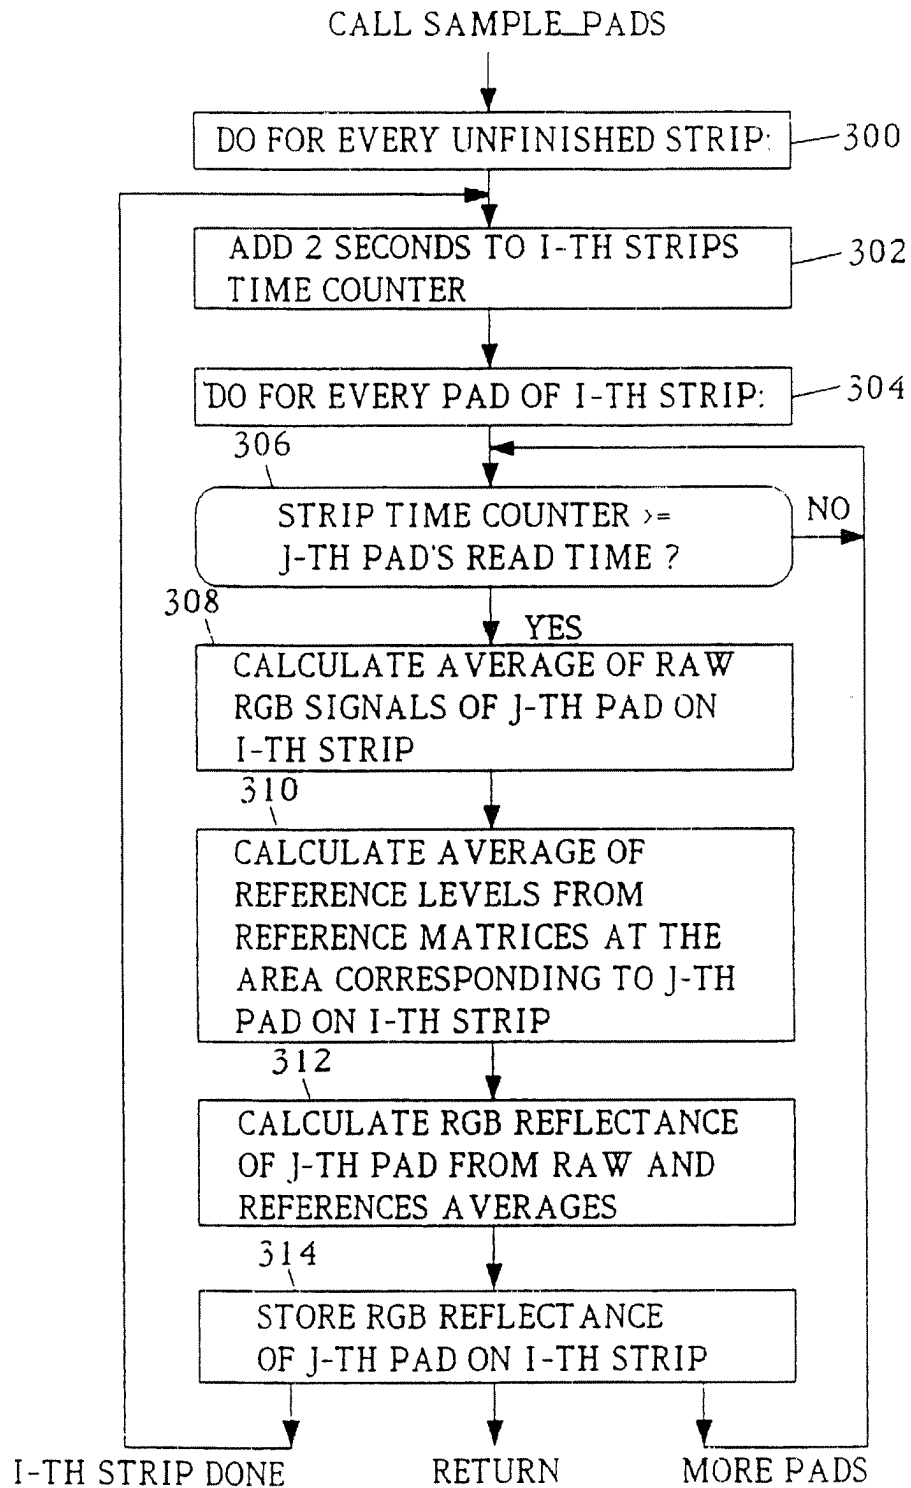 CALL SAMPLE_PADS
DO FOR EVERY UNFINISHED STRIP:
300
ADD 2 SECONDS TO I-TH STRIPS
TIME COUNTER
302
DO FOR EVERY PAD OF I-TH STRIP:
304
306
STRIP TIME COUNTER >=
J-TH PAD'S READ TIME ?
NO
308
YES
CALCULATE AVERAGE OF RAW
RGB SIGNALS OF J-TH PAD ON
I-TH STRIP
310
CALCULATE AVERAGE OF
REFERENCE LEVELS FROM
REFERENCE MATRICES AT THE
AREA CORRESPONDING TO J-TH
PAD ON I-TH STRIP
312
CALCULATE RGB REFLECTANCE
OF J-TH PAD FROM RAW AND
REFERENCES AVERAGES
314
STORE RGB REFLECTANCE
OF J-TH PAD ON I-TH STRIP
I-TH STRIP DONE
RETURN
MORE PADS